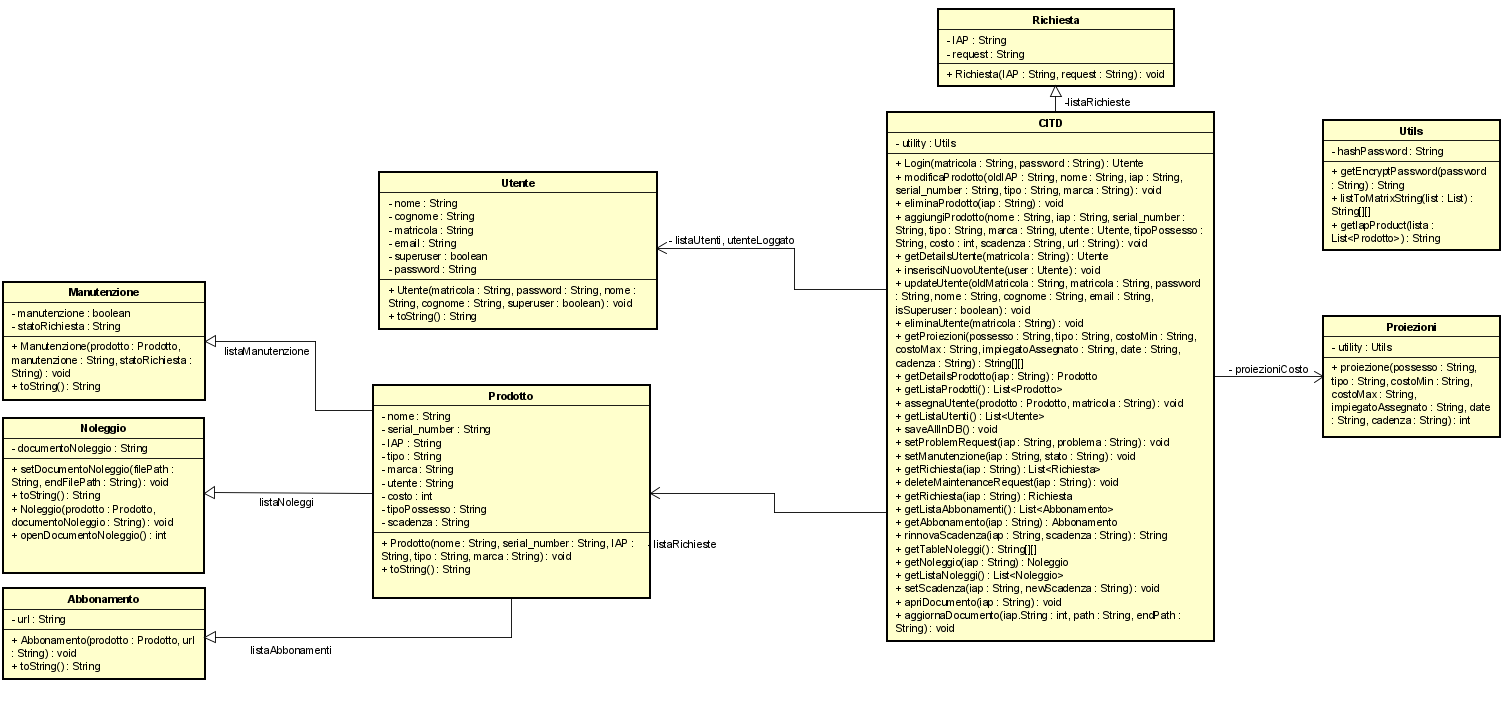 Richiesta
- IAP : String
- request : String
+ Richiesta(IAP : String, request : String) : void
-listaRichieste
CITD
- utility : Utils
+ Login(matricola : String, password : String) : Utente
+ modificaProdotto(oldIAP : String, nome : String, iap : String,
serial_number : String, tipo : String, marca : String) : void
+ eliminaProdotto(iap : String) : void
+ aggiungiProdotto(nome : String, iap : String, serial_number :
String, tipo : String, marca : String, utente : Utente, tipoPossesso :
String, costo : int, scadenza : String, url : String) : void
+ getDetailsUtente(matricola : String) : Utente
+ inserisciNuovoUtente(user : Utente) : void
+ updateUtente(oldMatricola : String, matricola : String, password
: String, nome : String, cognome : String, email : String,
isSuperuser : boolean) : void
+ eliminaUtente(matricola : String) : void
+ getProiezioni(possesso : String, tipo : String, costoMin : String,
costoMax : String, impiegatoAssegnato : String, date : String,
cadenza : String) : String[][]
+ getDetailsProdotto(iap : String) : Prodotto
+ getListaProdotti() : List<Prodotto>
+ assegnaUtente(prodotto : Prodotto, matricola : String) : void
+ getListaUtenti() : List<Utente>
+ saveAllInDB() : void
+ setProblemRequest(iap : String, problema : String) : void
+ setManutenzione(iap : String, stato : String) : void
+ getRichiesta(iap : String) : List<Richiesta>
+ deleteMaintenanceRequest(iap : String) : void
+ getRichiesta(iap : String) : Richiesta
+ getListaAbbonamenti() : List<Abbonamento>
+ getAbbonamento(iap : String) : Abbonamento
+ rinnovaScadenza(iap : String, scadenza : String) : String
+ getTableNoleggi() : String[][]
+ getNoleggio(iap : String) : Noleggio
+ getListaNoleggi() : List<Noleggio>
+ setScadenza(iap : String, newScadenza : String) : void
+ apriDocumento(iap : String) : void
+ aggiornaDocumento(iap.String : int, path : String, endPath :
String) : void
Utils
- hashPassword : String
+ getEncryptPassword(password
: String) : String
+ listToMatrixString(list : List) :
String[][]
+ getIapProduct(lista :
List<Prodotto>) : String
Utente
- nome : String
- cognome : String
- matricola : String
- email : String
- superuser : boolean
- password : String
+ Utente(matricola : String, password : String, nome :
String, cognome : String, superuser : boolean) : void
+ toString() : String
- listaUtenti, utenteLoggato
Manutenzione
- manutenzione : boolean
- statoRichiesta : String
+ Manutenzione(prodotto : Prodotto,
manutenzione : String, statoRichiesta :
String) : void
+ toString() : String
listaManutenzione
Proiezioni
- utility : Utils
+ proiezione(possesso : String,
tipo : String, costoMin : String,
costoMax : String,
impiegatoAssegnato : String, date
: String, cadenza : String) : int
- proiezioniCosto
Prodotto
- nome : String
- serial_number : String
- IAP : String
- tipo : String
- marca : String
- utente : String
- costo : int
- tipoPossesso : String
- scadenza : String
+ Prodotto(nome : String, serial_number : String, IAP :
String, tipo : String, marca : String) : void
+ toString() : String
- listaRichieste
Noleggio
- documentoNoleggio : String
+ setDocumentoNoleggio(filePath :
String, endFilePath : String) : void
+ toString() : String
+ Noleggio(prodotto : Prodotto,
documentoNoleggio : String) : void
+ openDocumentoNoleggio() : int
listaNoleggi
Abbonamento
- url : String
+ Abbonamento(prodotto : Prodotto, url
: String) : void
+ toString() : String
listaAbbonamenti